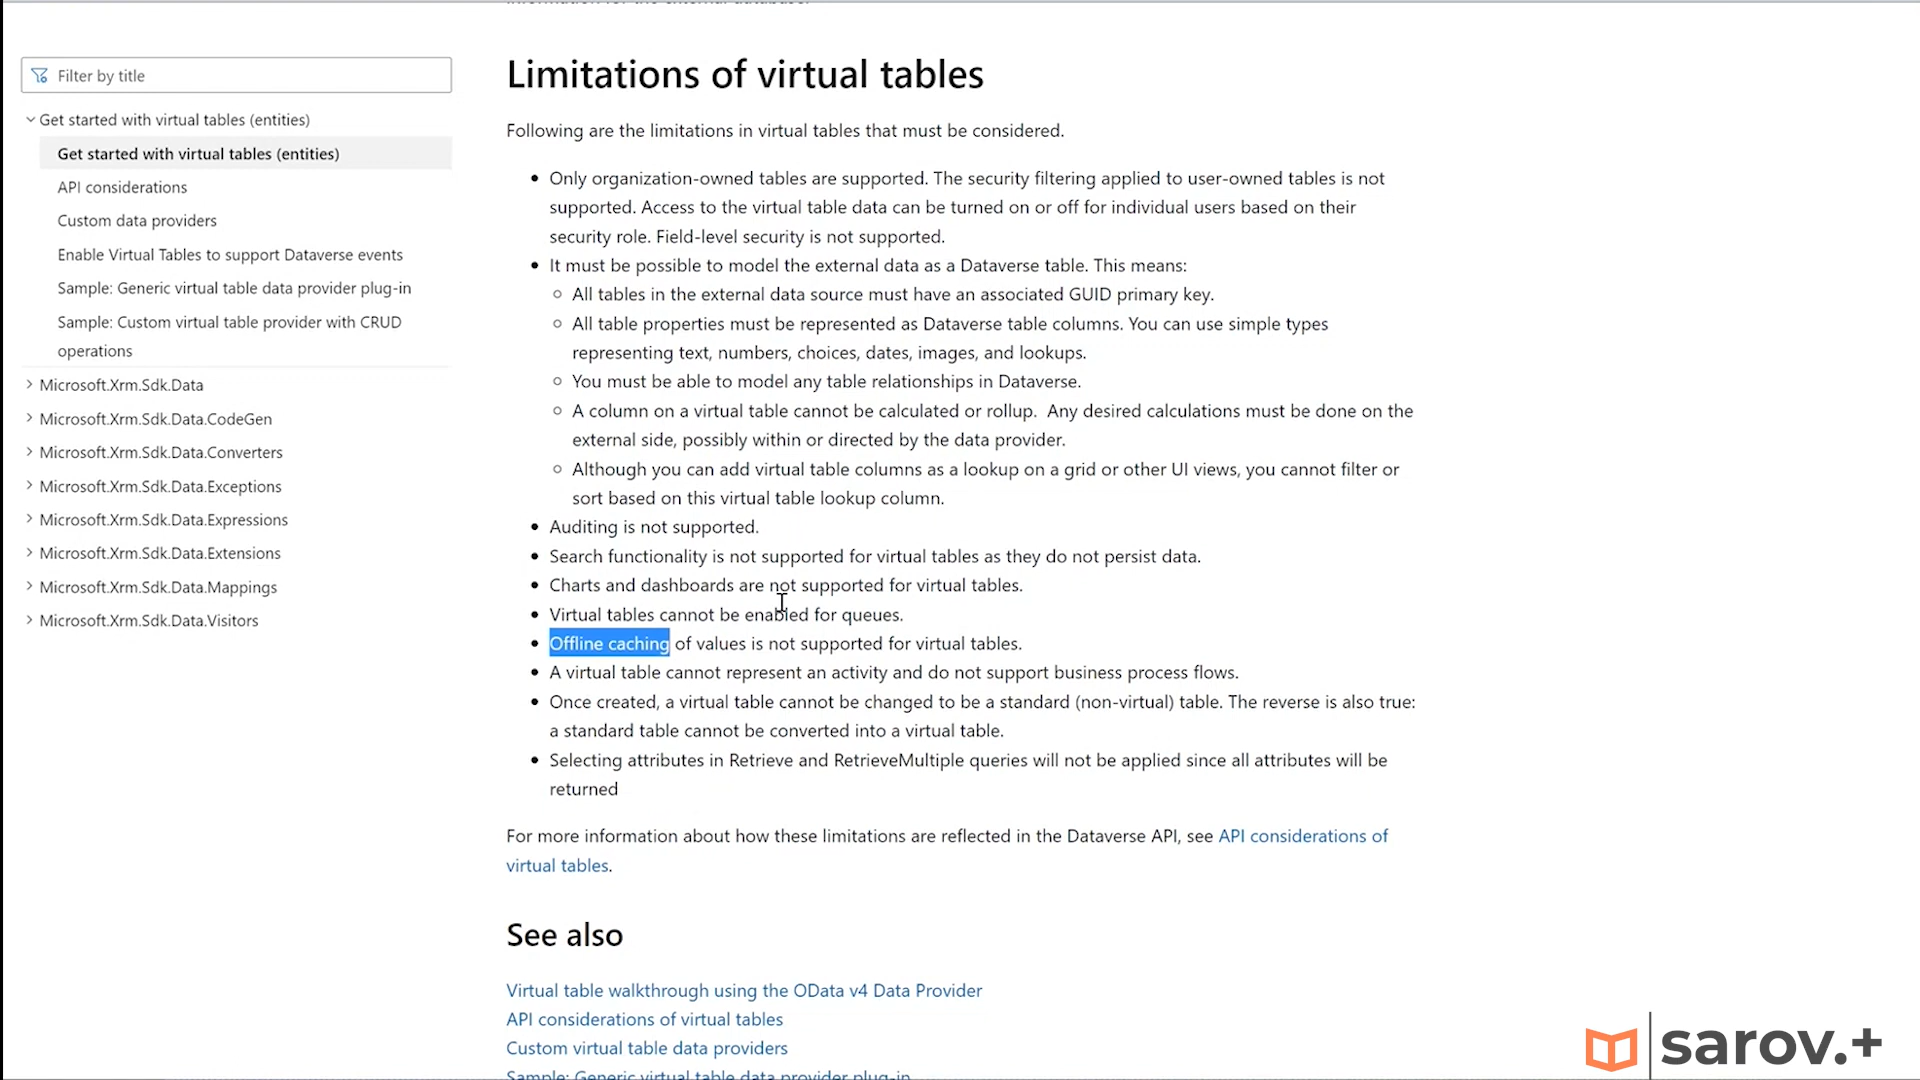 information for the external database.
Filter by title
Get started with virtual tables (entities)
Get started with virtual tables (entities)
API considerations
Custom data providers
Enable Virtual Tables to support Dataverse events
Sample: Generic virtual table data provider plug-in
Sample: Custom virtual table provider with CRUD
operations
Microsoft.Xrm.Sdk.Data
Microsoft.Xrm.Sdk.Data.CodeGen
Microsoft.Xrm.Sdk.Data.Converters
Microsoft.Xrm.Sdk.Data.Exceptions
Microsoft.Xrm.Sdk.Data.Expressions
Microsoft.Xrm.Sdk.Data.Extensions
Microsoft.Xrm.Sdk.Data.Mappings
Microsoft.Xrm.Sdk.Data.Visitors
Limitations of virtual tables
Following are the limitations in virtual tables that must be considered.
Only organization-owned tables are supported. The security filtering applied to user-owned tables is not
supported. Access to the virtual table data can be turned on or off for individual users based on their
security role. Field-level security is not supported.
It must be possible to model the external data as a Dataverse table. This means:
All tables in the external data source must have an associated GUID primary key.
All table properties must be represented as Dataverse table columns. You can use simple types
representing text, numbers, choices, dates, images, and lookups.
You must be able to model any table relationships in Dataverse.
A column on a virtual table cannot be calculated or rollup.  Any desired calculations must be done on the
external side, possibly within or directed by the data provider.
Although you can add virtual table columns as a lookup on a grid or other UI views, you cannot filter or
sort based on this virtual table lookup column.
Auditing is not supported.
Search functionality is not supported for virtual tables as they do not persist data.
Charts and dashboards are not supported for virtual tables.
Virtual tables cannot be enabled for queues.
Offline caching of values is not supported for virtual tables.
A virtual table cannot represent an activity and do not support business process flows.
Once created, a virtual table cannot be changed to be a standard (non-virtual) table. The reverse is also true:
a standard table cannot be converted into a virtual table.
Selecting attributes in Retrieve and RetrieveMultiple queries will not be applied since all attributes will be
returned
For more information about how these limitations are reflected in the Dataverse API, see API considerations of
virtual tables.
See also
Virtual table walkthrough using the OData v4 Data Provider
API considerations of virtual tables
Custom virtual table data providers
Sample: Generic virtual table data provider plug-in
sarov.+